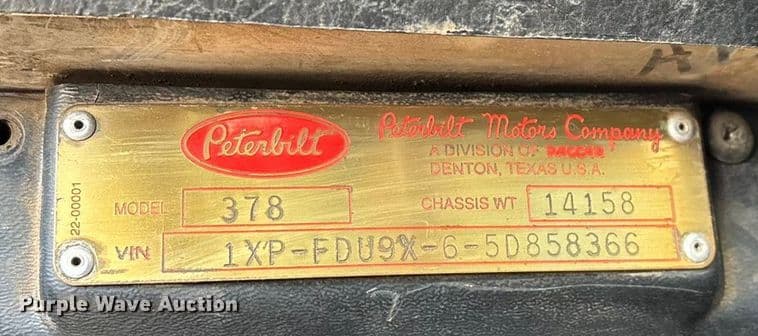 Peterbilt
Peterbilt Motors Company
A DIVISION OF PACCAR
DENTON, TEXAS U.S.A.
MODEL 378
CHASSIS WT 14158
VIN 1XP-FDU9X-6-5D858366
22-00001
Purple Wave Auction